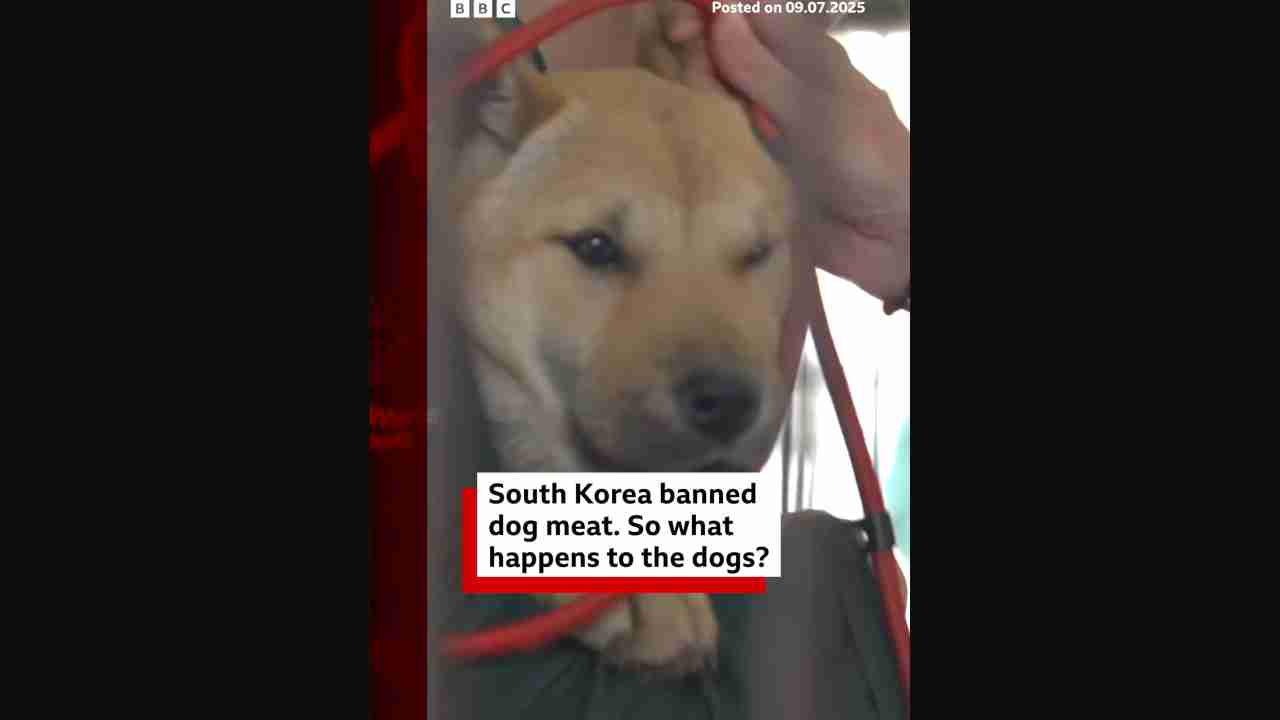 BBC
Posted on 09.07.2025
South Korea banned
dog meat. So what
happens to the dogs?